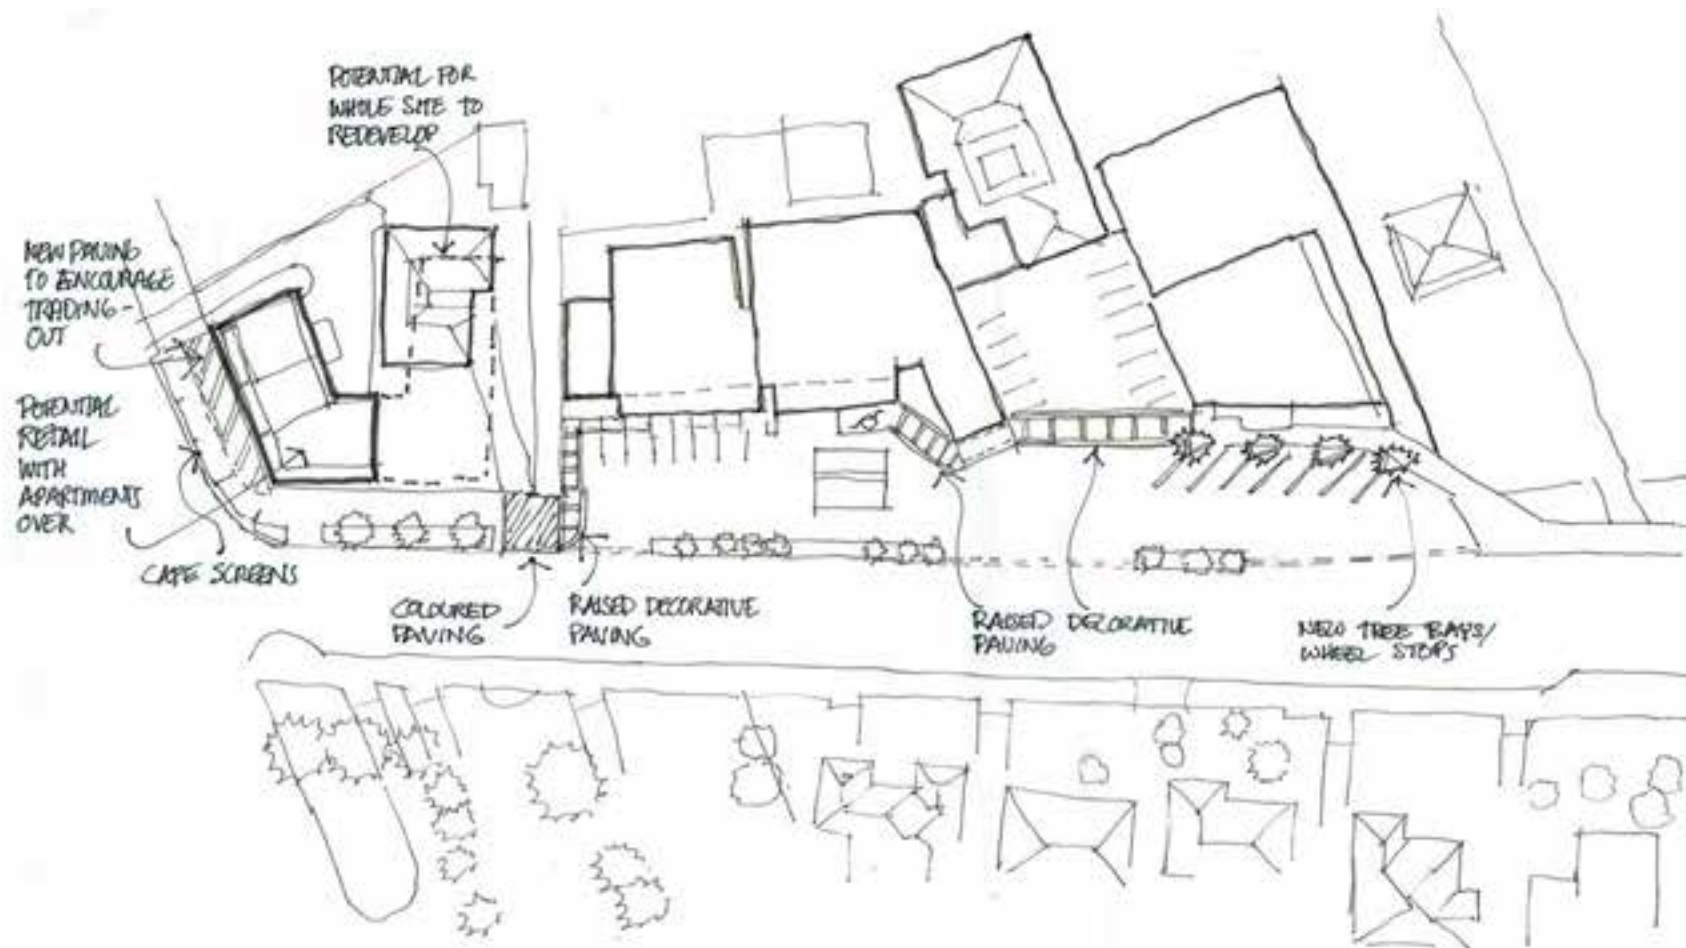 POTENTIAL FOR
WHOLE SITE TO
REDEVELOP
NEW PAVING
TO ENCOURAGE
TRADING -
OUT
POTENTIAL
RETAIL
WITH
APARTMENTS
OVER
CAFE SCREENS
COLOURED
PAVING
RAISED DECORATIVE
PAVING
RAISED DECORATIVE
PAVING
NEW TREE BAYS/
WHEEL STOPS